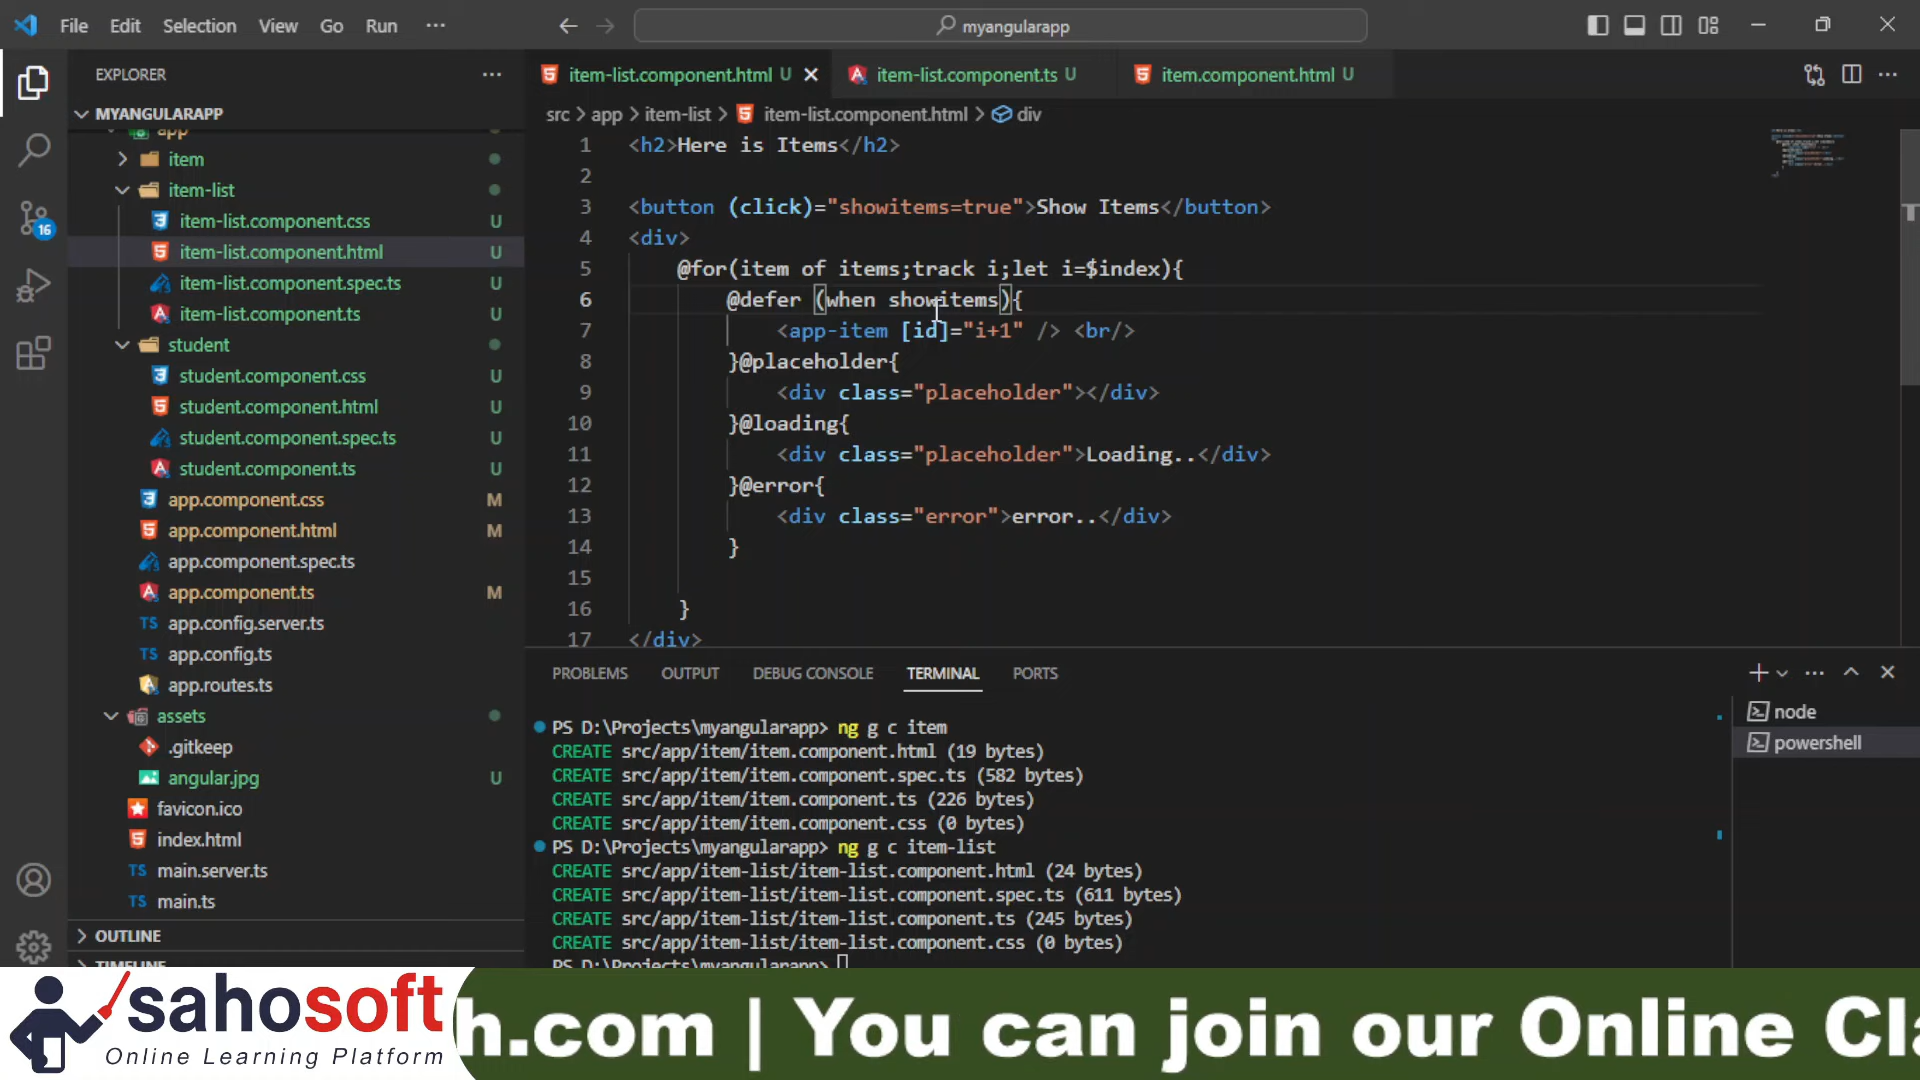 File Edit Selection View Go Run ···
myangularapp
EXPLORER
MYANGULARAPP
app
item
item-list
item-list.component.css U
item-list.component.html U
item-list.component.spec.ts U
item-list.component.ts U
student
student.component.css U
student.component.html U
student.component.spec.ts U
student.component.ts U
app.component.css M
app.component.html M
app.component.spec.ts
app.component.ts M
TS app.config.server.ts
TS app.config.ts
app.routes.ts
assets
.gitkeep
angular.jpg U
favicon.ico
index.html
TS main.server.ts
TS main.ts
OUTLINE
TIMELINE
16
item-list.component.html U
item-list.component.ts U
item.component.html U
src > app > item-list > item-list.component.html > div
1 <h2>Here is Items</h2>
2
3 <button (click)="showitems=true">Show Items</button>
4 <div>
5 @for(item of items;track i;let i=$index){
6 @defer (when showitems){
7 <app-item [id]="i+1" /> <br/>
8 }@placeholder{
9 <div class="placeholder"></div>
10 }@loading{
11 <div class="placeholder">Loading..</div>
12 }@error{
13 <div class="error">error..</div>
14 }
15
16 }
17 </div>
PROBLEMS OUTPUT DEBUG CONSOLE TERMINAL PORTS
PS D:\Projects\myangularapp> ng g c item
CREATE src/app/item/item.component.html (19 bytes)
CREATE src/app/item/item.component.spec.ts (582 bytes)
CREATE src/app/item/item.component.ts (226 bytes)
CREATE src/app/item/item.component.css (0 bytes)
PS D:\Projects\myangularapp> ng g c item-list
CREATE src/app/item-list/item-list.component.html (24 bytes)
CREATE src/app/item-list/item-list.component.spec.ts (611 bytes)
CREATE src/app/item-list/item-list.component.ts (245 bytes)
CREATE src/app/item-list/item-list.component.css (0 bytes)
PS D:\Projects\myangularapp>
node
powershell
sahosoft
Online Learning Platform
h.com | You can join our Online Cla